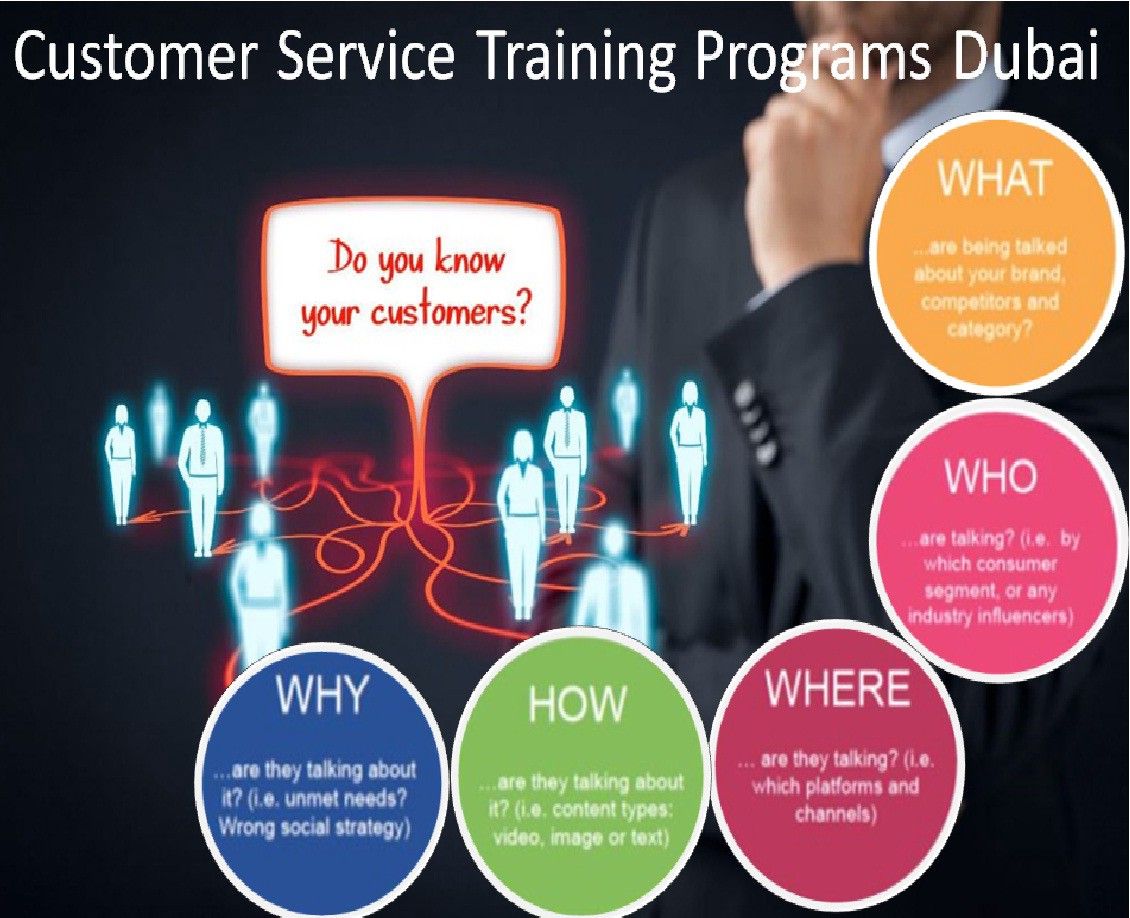 Customer Service Training Programs Dubai
Do you know
your customers?
WHAT
...are being talked
about your brand,
competitors and
category?
WHO
...are talking? (i.e. by
which consumer
segment, or any
industry influencers)
WHERE
... are they talking? (i.e.
which platforms and
channels)
HOW
...are they talking about
it? (i.e. content types:
video, image or text)
WHY
...are they talking about
it? (i.e. unmet needs?
Wrong social strategy)